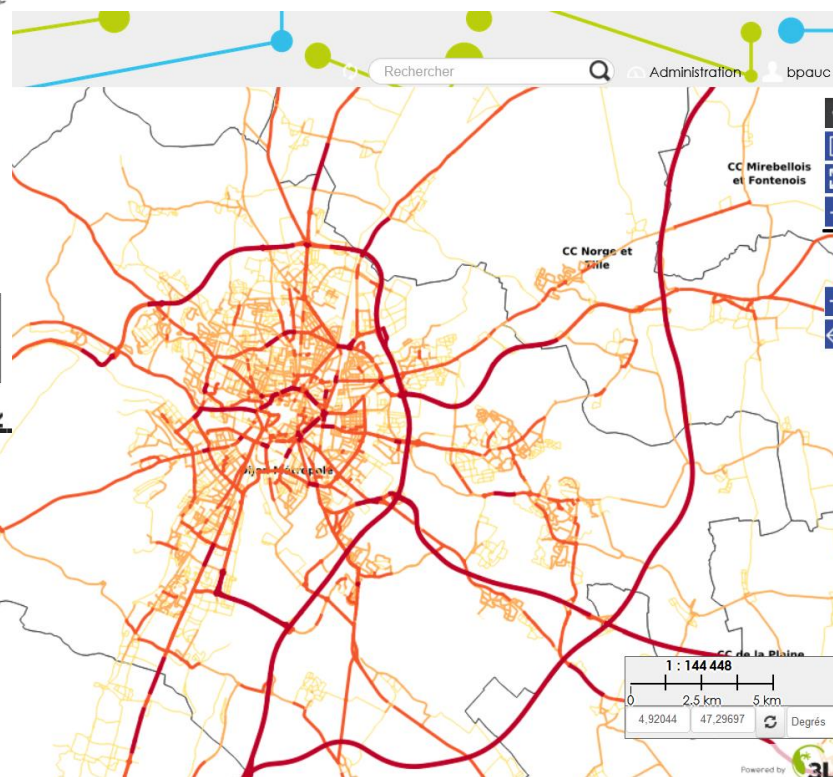 Rechercher
Administration
bpauc
CC Mirebellois
et Fontenois
CC Norge et
Tille
Dijon Métropole
CC de la Plaine
1 : 144 448
0 2.5 km 5 km
4,92044 47,29697 Degrés
Powered by 3L